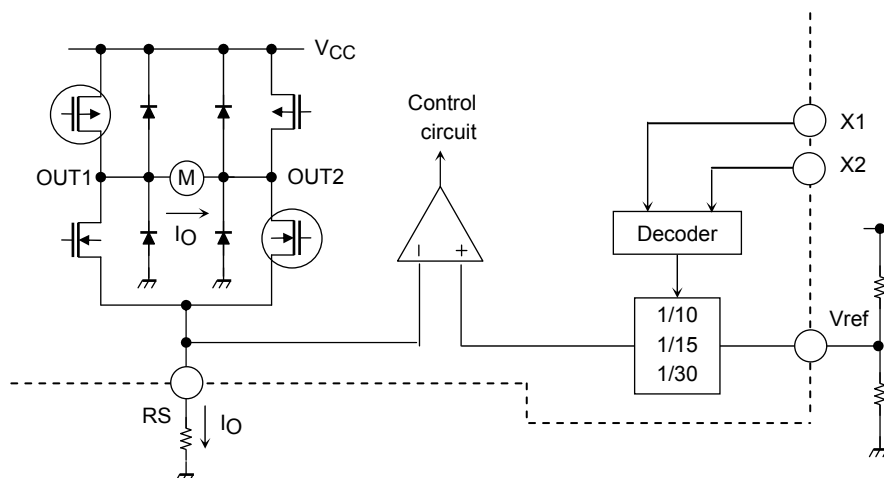 VCC
Control
circuit
X1
X2
OUT1
M
OUT2
IO
Decoder
− +
1/10
1/15
1/30
Vref
RS
IO